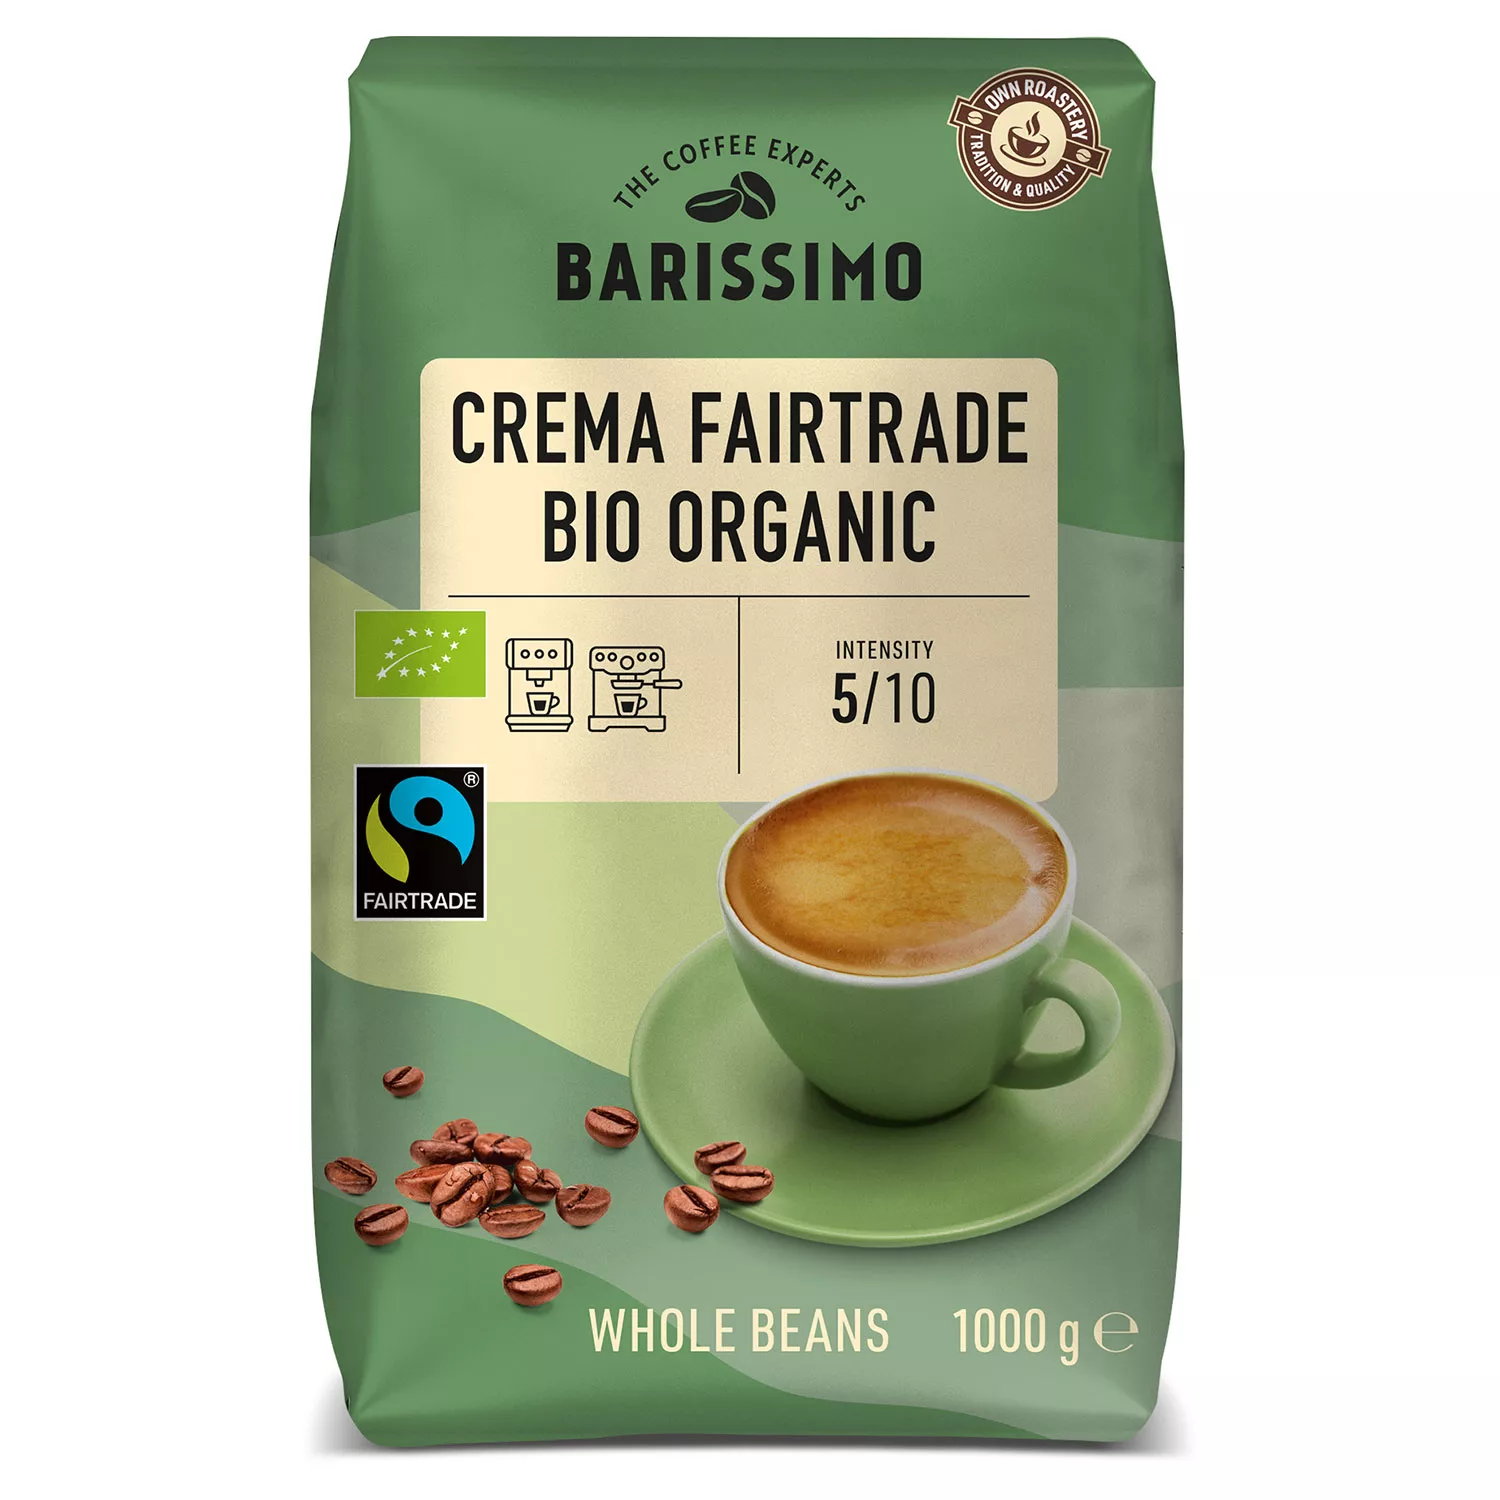 THE COFFEE EXPERTS
BARISSIMO
OWN ROASTERY
TRADITION & QUALITY
CREMA FAIRTRADE
BIO ORGANIC
INTENSITY
5/10
®
FAIRTRADE
WHOLE BEANS 1000 g ℮